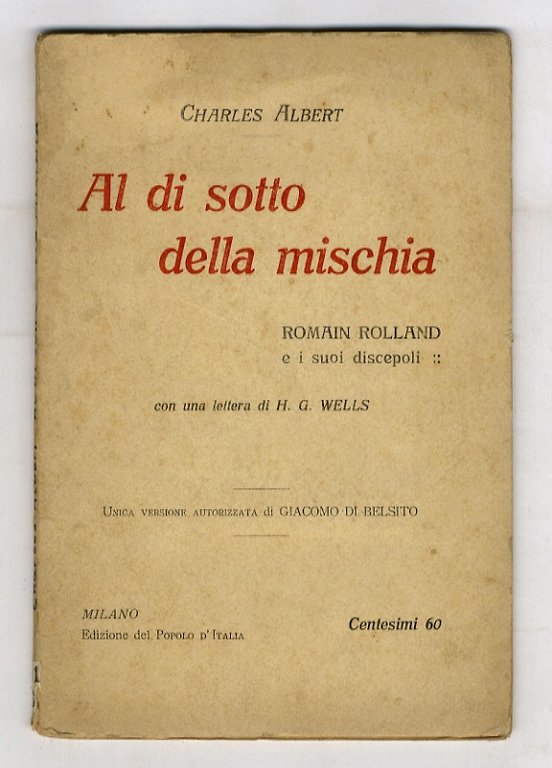 CHARLES ALBERT
Al di sotto
della mischia
ROMAIN ROLLAND
e i suoi discepoli ::
con una lettera di H. G. WELLS
UNICA VERSIONE AUTORIZZATA di GIACOMO DI BELSITO
MILANO
Edizione del POPOLO D'ITALIA
Centesimi 60